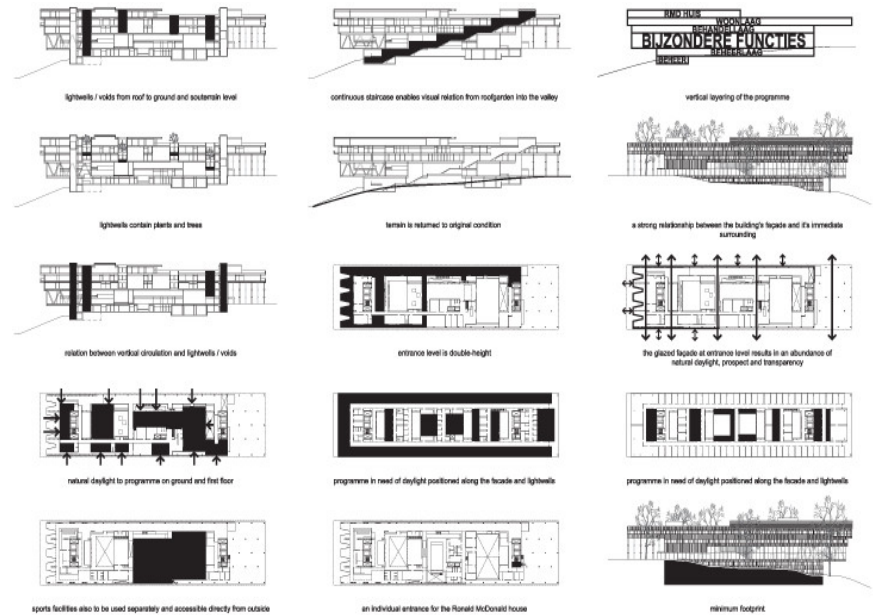 lightwells / voids from roof to ground and souterrain level
continuous staircase enables visual relation from roofgarden into the valley
RMD HUIS
WOONLAAG
BEHANDELLAAG
BIJZONDERE FUNCTIES
BEHEERLAAG
BEHEER
vertical layering of the programme
lightwells contain plants and trees
terrain is returned to original condition
a strong relationship between the building's façade and it's immediate
surrounding
relation between vertical circulation and lightwells / voids
entrance level is double-height
the glazed façade at entrance level results in an abundance of
natural daylight, prospect and transparency
natural daylight to programme on ground and first floor
programme in need of daylight positioned along the facade and lightwells
programme in need of daylight positioned along the facade and lightwells
sports facilities also to be used separately and accessible directly from outside
an individual entrance for the Ronald McDonald house
minimum footprint